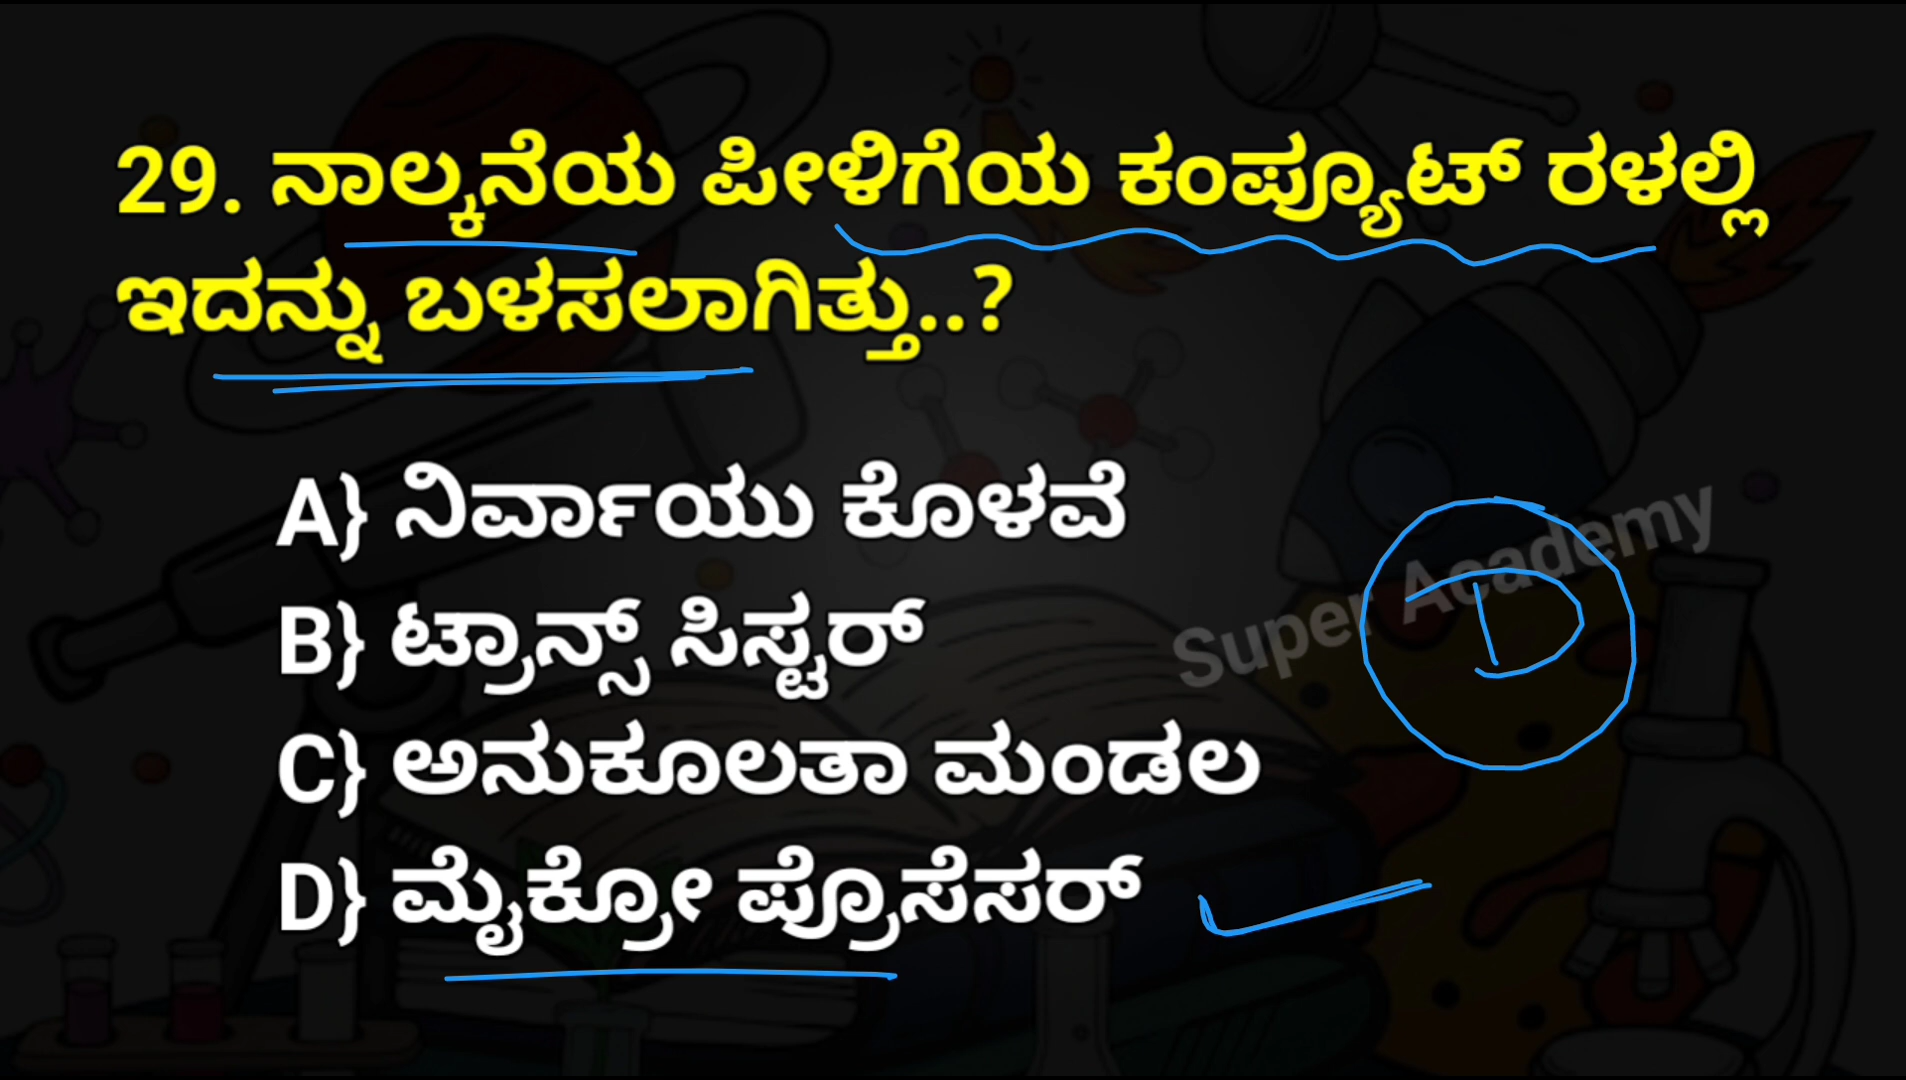 29. ನಾಲ್ಕನೆಯ ಪೀಳಿಗೆಯ ಕಂಪ್ಯೂಟ್ ರಳಲ್ಲಿ
ಇದನ್ನು ಬಳಸಲಾಗಿತ್ತು..?
A} ನಿರ್ವಾಯು ಕೊಳವೆ
B} ಟ್ರಾನ್ಸ್ ಸಿಸ್ಟರ್
C} ಅನುಕೂಲತಾ ಮಂಡಲ
D} ಮೈಕ್ರೋ ಪ್ರೊಸೆಸರ್
Super Academy
D